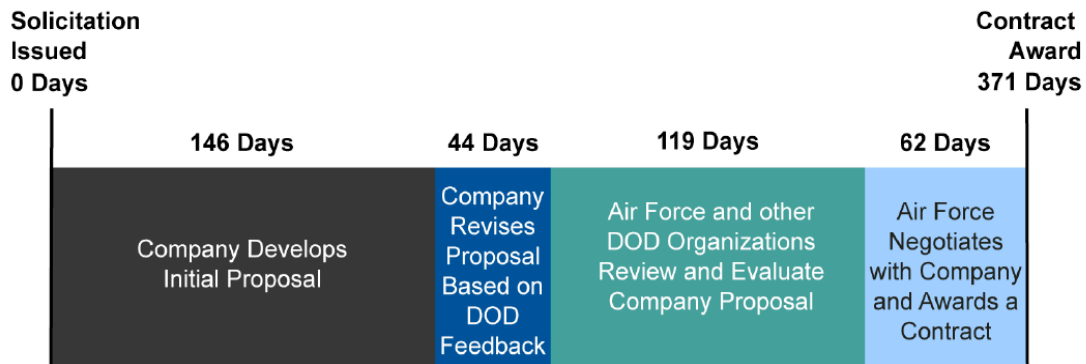 Solicitation
Issued
0 Days
Contract
Award
371 Days
146 Days
44 Days
119 Days
62 Days
Company Develops
Initial Proposal
Company
Revises
Proposal
Based on
DOD
Feedback
Air Force and other
DOD Organizations
Review and Evaluate
Company Proposal
Air Force
Negotiates
with Company
and Awards a
Contract